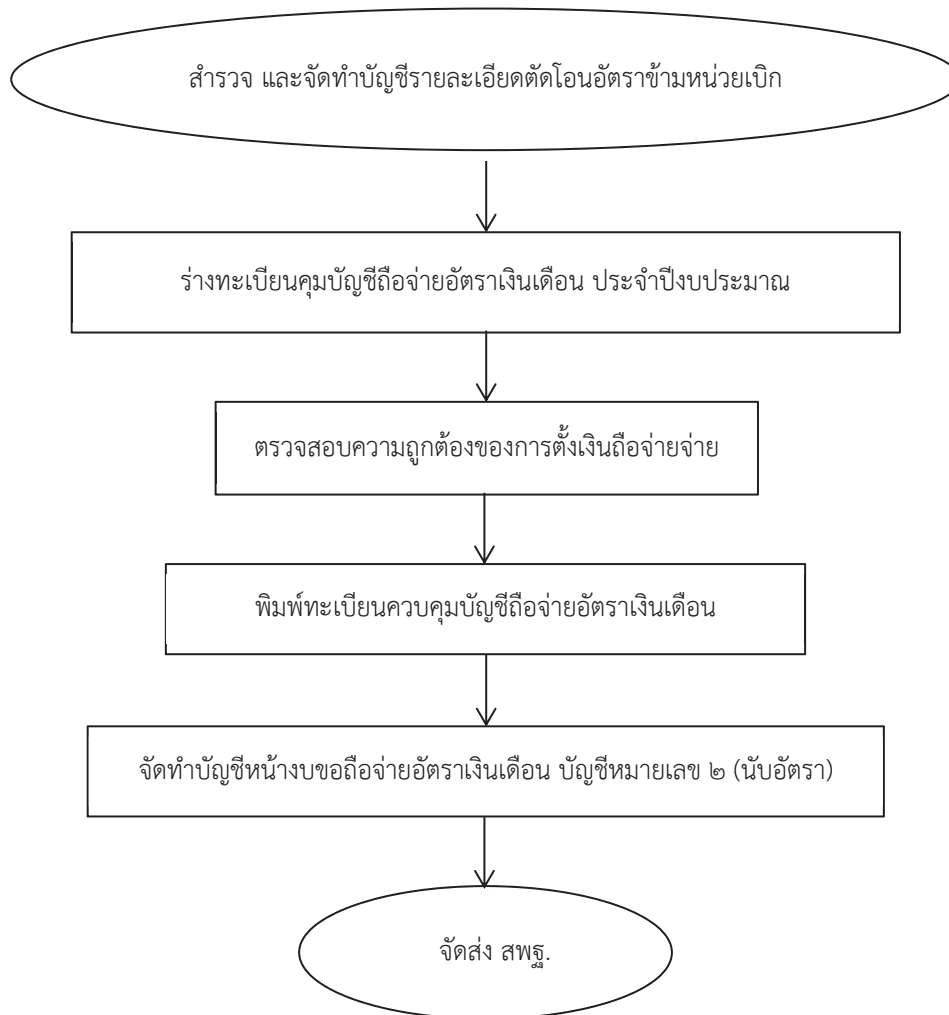 สำรวจ และจัดทำบัญชีรายละเอียดตัดโอนอัตราข้ามหน่วยเบิก
ร่างทะเบียนคุมบัญชีถือจ่ายอัตราเงินเดือน ประจำปีงบประมาณ
ตรวจสอบความถูกต้องของการตั้งเงินถือจ่ายจ่าย
พิมพ์ทะเบียนควบคุมบัญชีถือจ่ายอัตราเงินเดือน
จัดทำบัญชีหน้างบขอถือจ่ายอัตราเงินเดือน บัญชีหมายเลข ๒ (นับอัตรา)
จัดส่ง สพฐ.